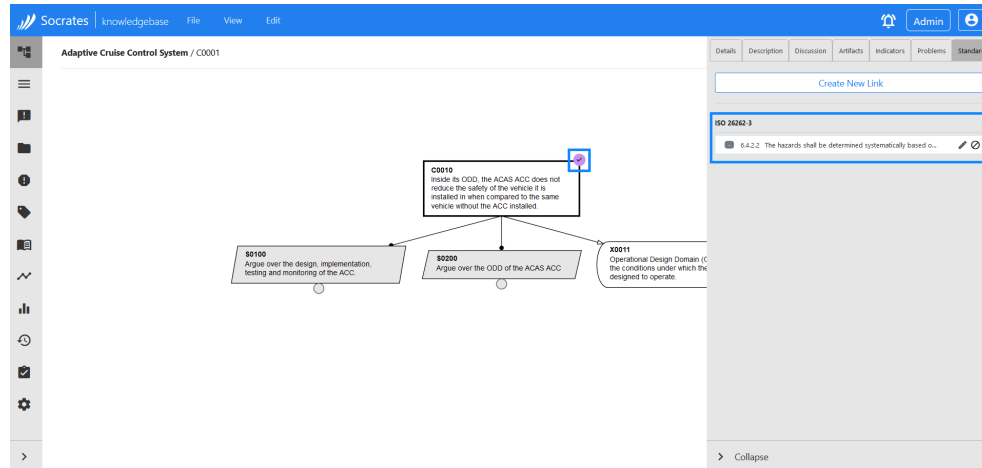 Socrates knowledgebase File View Edit Admin
Adaptive Cruise Control System / C0001
Details Description Discussion Artifacts Indicators Problems Standar
Create New Link
ISO 26262-3
6.4.2.2 The hazards shall be determined systematically based o...
C0010
Inside its ODD, the ACAS ACC does not
reduce the safety of the vehicle it is
installed in when compared to the same
vehicle without the ACC installed.
S0100
Argue over the design, implementation,
testing and monitoring of the ACC.
S0200
Argue over the ODD of the ACAS ACC
X0011
Operational Design Domain (O
the conditions under which the
designed to operate.
Collapse